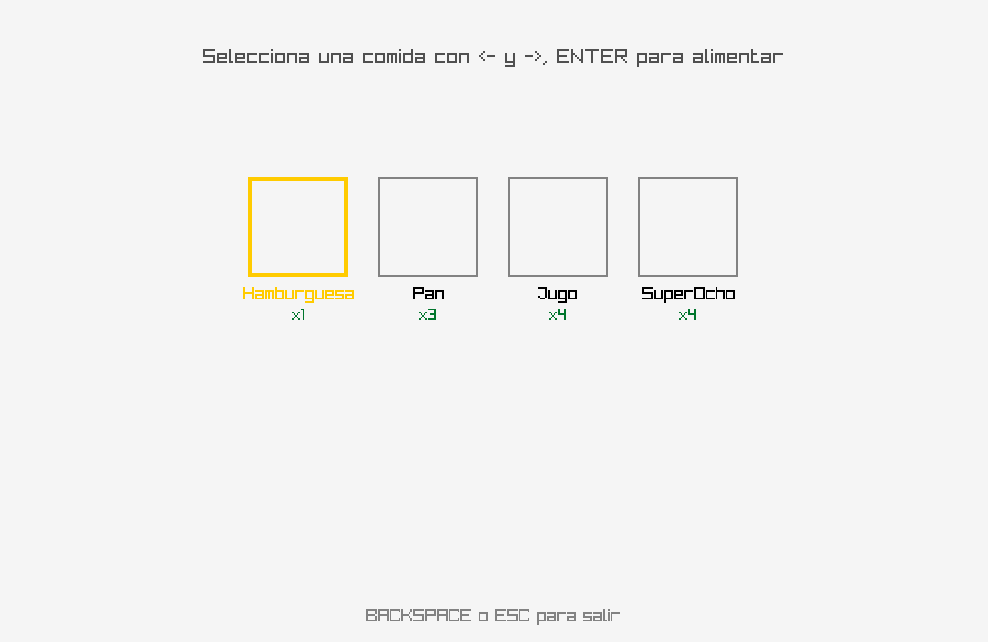 Selecciona una comida con <- y ->, ENTER para alimentar
Hamburguesa Pan Jugo SuperOcho
x1 x3 x4 x4
BACKSPACE o ESC para salir